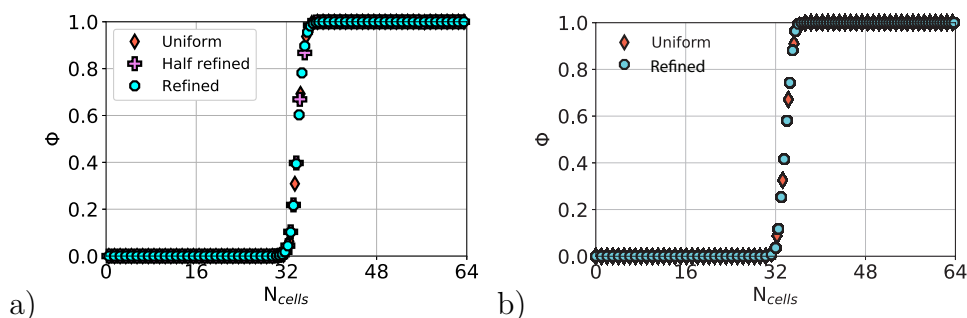 1.0
0.8
0.6
0.4
0.2
0.0
Φ
Uniform
Half refined
Refined
0 16 32 48 64
N_cells
a)
1.0
0.8
0.6
0.4
0.2
0.0
Φ
Uniform
Refined
0 16 32 48 64
N_cells
b)